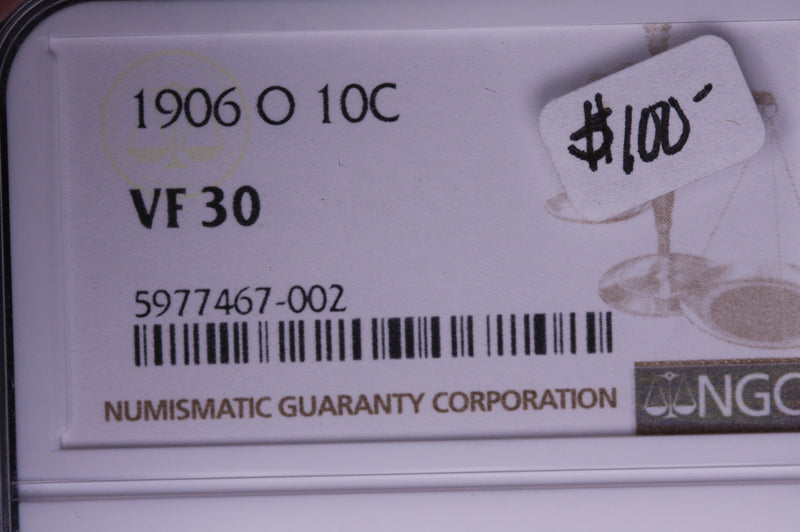 1906 O 10C
$100-
VF 30
5977467-002
NUMISMATIC GUARANTY CORPORATION
NGC